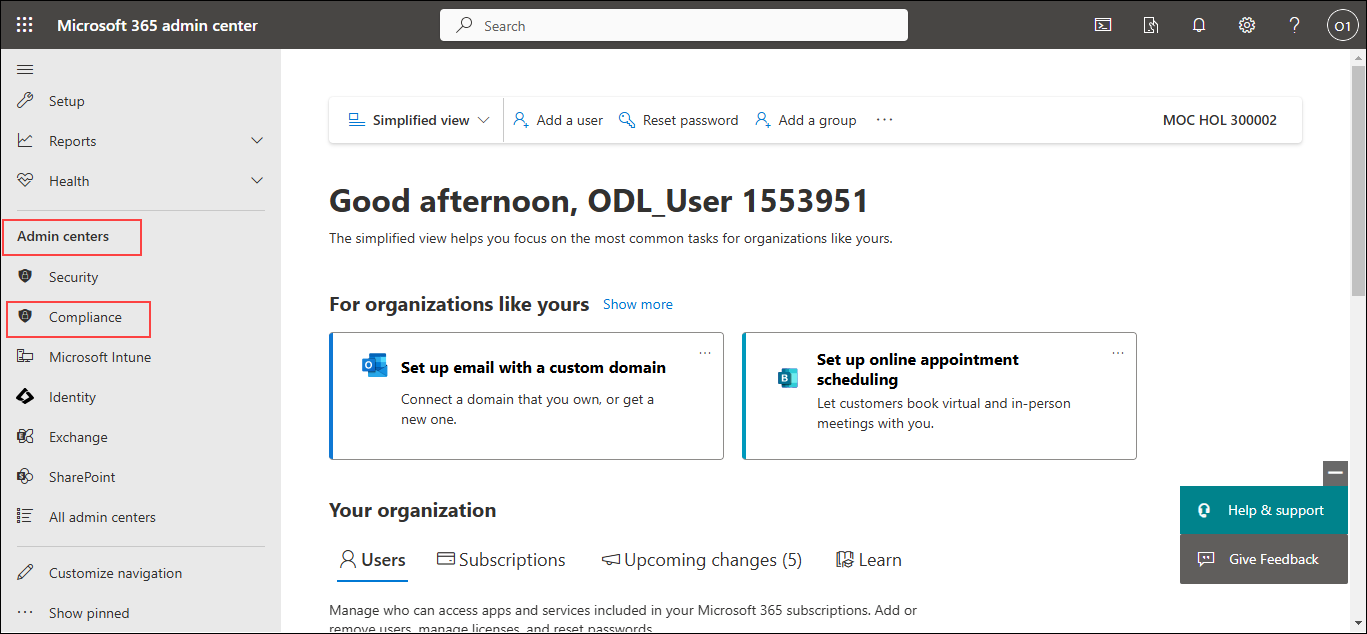 Microsoft 365 admin center
Search
O1
Setup
Reports
Health
Admin centers
Security
Compliance
Microsoft Intune
Identity
Exchange
SharePoint
All admin centers
Customize navigation
... Show pinned
Simplified view
Add a user
Reset password
Add a group
...
MOC HOL 300002
Good afternoon, ODL_User 1553951
The simplified view helps you focus on the most common tasks for organizations like yours.
For organizations like yours Show more
...
Set up email with a custom domain
Connect a domain that you own, or get a
new one.
...
Set up online appointment
scheduling
Let customers book virtual and in-person
meetings with you.
Your organization
Users
Subscriptions
Upcoming changes (5)
Learn
Manage who can access apps and services included in your Microsoft 365 subscriptions. Add or
remove users, manage licenses, and reset passwords.
Help & support
Give Feedback